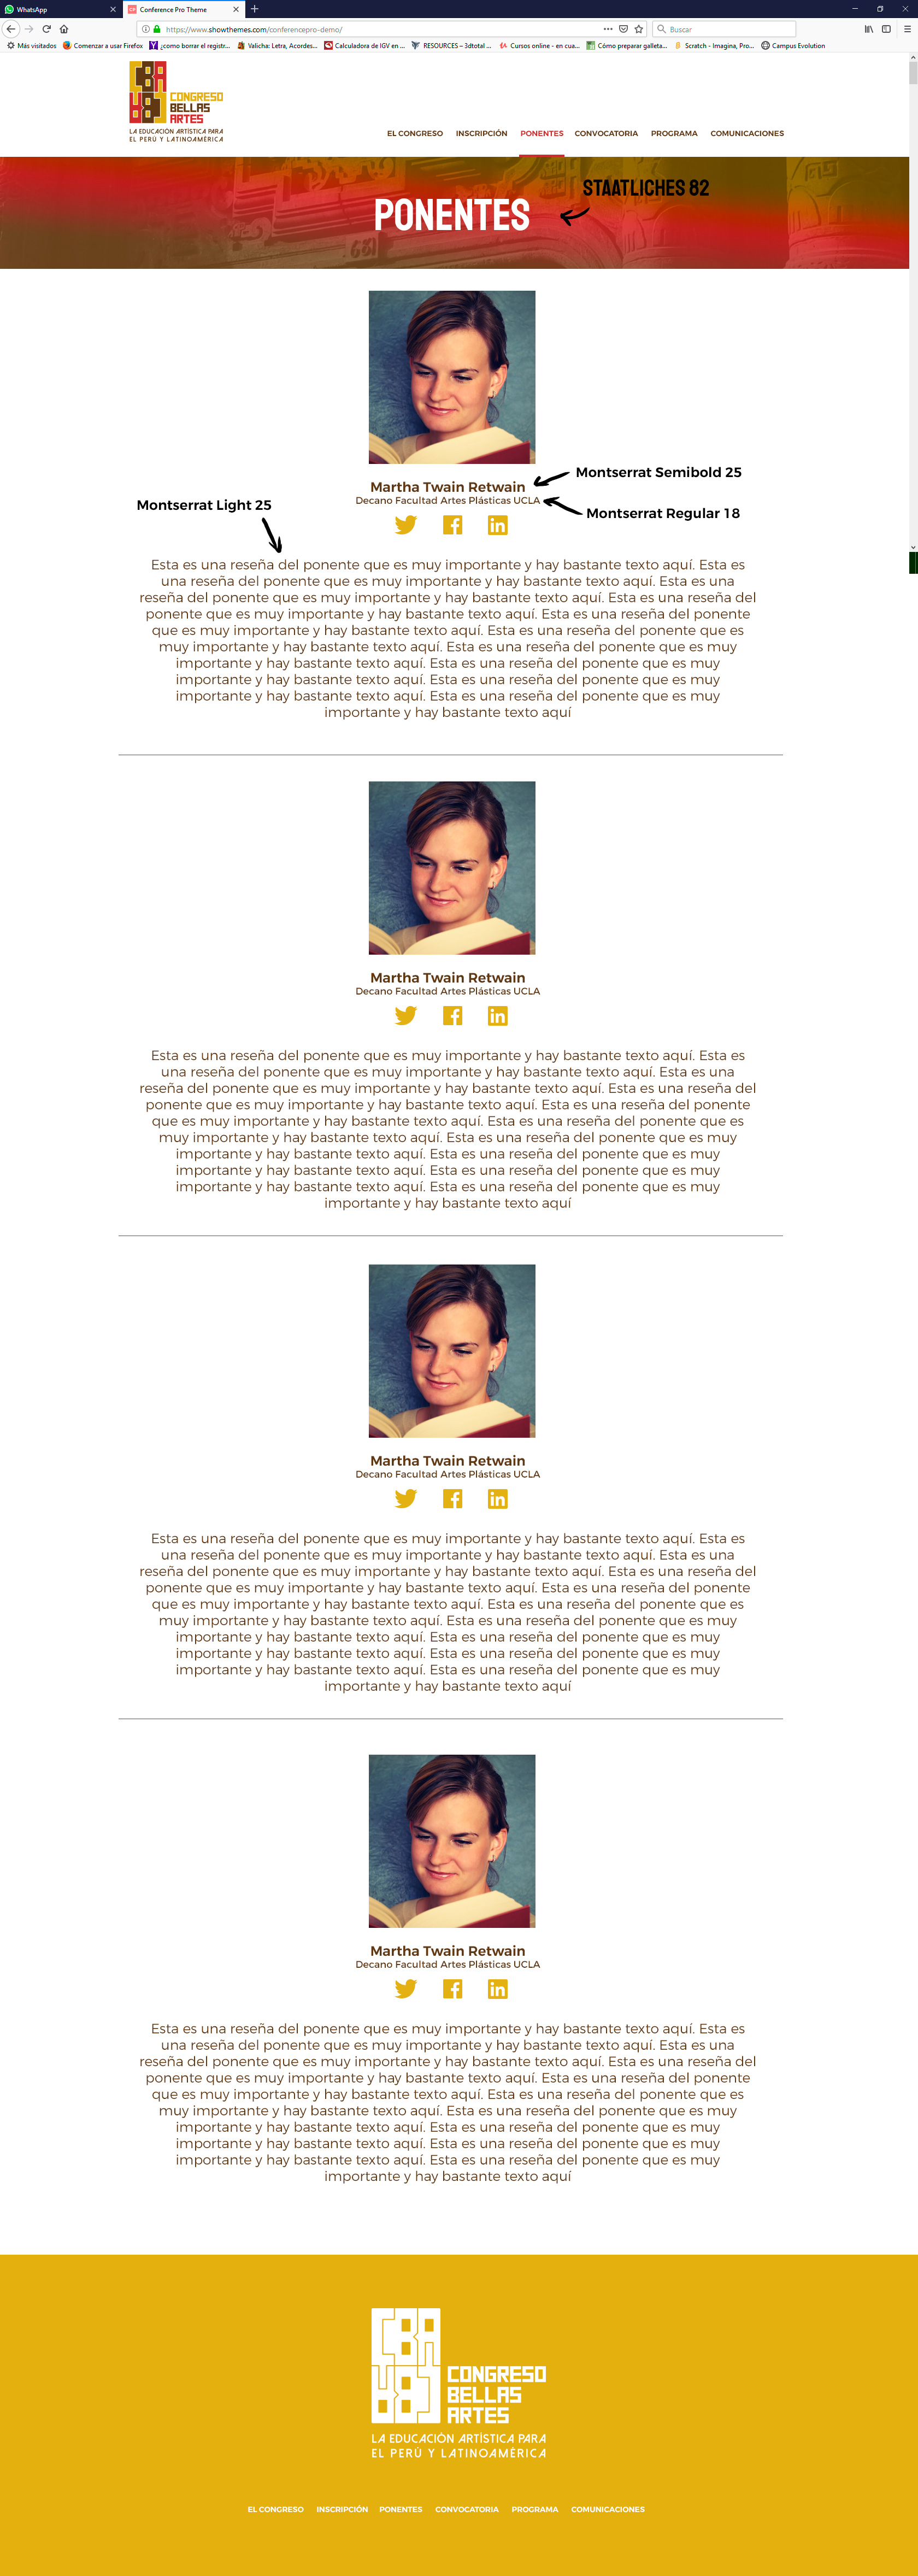 WhatsApp
Conference Pro Theme
https://www.showthemes.com/conferencepro-demo/
Buscar
Más visitados
Comenzar a usar Firefox
¿como borrar el registr...
Valicha: Letra, Acordes...
Calculadora de IGV en ...
RESOURCES – 3dtotal ...
Cursos online - en cua...
Cómo preparar galleta...
Scratch - Imagina, Pro...
Campus Evolution
CONGRESO
BELLAS
ARTES
LA EDUCACIÓN ARTÍSTICA PARA
EL PERÚ Y LATINOAMÉRICA
EL CONGRESO INSCRIPCIÓN PONENTES CONVOCATORIA PROGRAMA COMUNICACIONES
STAATLICHES 82
PONENTES
Montserrat Semibold 25
Martha Twain Retwain
Decano Facultad Artes Plásticas UCLA
Montserrat Light 25
Montserrat Regular 18
Esta es una reseña del ponente que es muy importante y hay bastante texto aquí. Esta es
una reseña del ponente que es muy importante y hay bastante texto aquí. Esta es una
reseña del ponente que es muy importante y hay bastante texto aquí. Esta es una reseña del
ponente que es muy importante y hay bastante texto aquí. Esta es una reseña del ponente
que es muy importante y hay bastante texto aquí. Esta es una reseña del ponente que es
muy importante y hay bastante texto aquí. Esta es una reseña del ponente que es muy
importante y hay bastante texto aquí. Esta es una reseña del ponente que es muy
importante y hay bastante texto aquí. Esta es una reseña del ponente que es muy
importante y hay bastante texto aquí. Esta es una reseña del ponente que es muy
importante y hay bastante texto aquí
Martha Twain Retwain
Decano Facultad Artes Plásticas UCLA
Esta es una reseña del ponente que es muy importante y hay bastante texto aquí. Esta es
una reseña del ponente que es muy importante y hay bastante texto aquí. Esta es una
reseña del ponente que es muy importante y hay bastante texto aquí. Esta es una reseña del
ponente que es muy importante y hay bastante texto aquí. Esta es una reseña del ponente
que es muy importante y hay bastante texto aquí. Esta es una reseña del ponente que es
muy importante y hay bastante texto aquí. Esta es una reseña del ponente que es muy
importante y hay bastante texto aquí. Esta es una reseña del ponente que es muy
importante y hay bastante texto aquí. Esta es una reseña del ponente que es muy
importante y hay bastante texto aquí. Esta es una reseña del ponente que es muy
importante y hay bastante texto aquí
Martha Twain Retwain
Decano Facultad Artes Plásticas UCLA
Esta es una reseña del ponente que es muy importante y hay bastante texto aquí. Esta es
una reseña del ponente que es muy importante y hay bastante texto aquí. Esta es una
reseña del ponente que es muy importante y hay bastante texto aquí. Esta es una reseña del
ponente que es muy importante y hay bastante texto aquí. Esta es una reseña del ponente
que es muy importante y hay bastante texto aquí. Esta es una reseña del ponente que es
muy importante y hay bastante texto aquí. Esta es una reseña del ponente que es muy
importante y hay bastante texto aquí. Esta es una reseña del ponente que es muy
importante y hay bastante texto aquí. Esta es una reseña del ponente que es muy
importante y hay bastante texto aquí. Esta es una reseña del ponente que es muy
importante y hay bastante texto aquí
Martha Twain Retwain
Decano Facultad Artes Plásticas UCLA
Esta es una reseña del ponente que es muy importante y hay bastante texto aquí. Esta es
una reseña del ponente que es muy importante y hay bastante texto aquí. Esta es una
reseña del ponente que es muy importante y hay bastante texto aquí. Esta es una reseña del
ponente que es muy importante y hay bastante texto aquí. Esta es una reseña del ponente
que es muy importante y hay bastante texto aquí. Esta es una reseña del ponente que es
muy importante y hay bastante texto aquí. Esta es una reseña del ponente que es muy
importante y hay bastante texto aquí. Esta es una reseña del ponente que es muy
importante y hay bastante texto aquí. Esta es una reseña del ponente que es muy
importante y hay bastante texto aquí. Esta es una reseña del ponente que es muy
importante y hay bastante texto aquí
CONGRESO
BELLAS
ARTES
LA EDUCACIÓN ARTÍSTICA PARA
EL PERÚ Y LATINOAMÉRICA
EL CONGRESO INSCRIPCIÓN PONENTES CONVOCATORIA PROGRAMA COMUNICACIONES